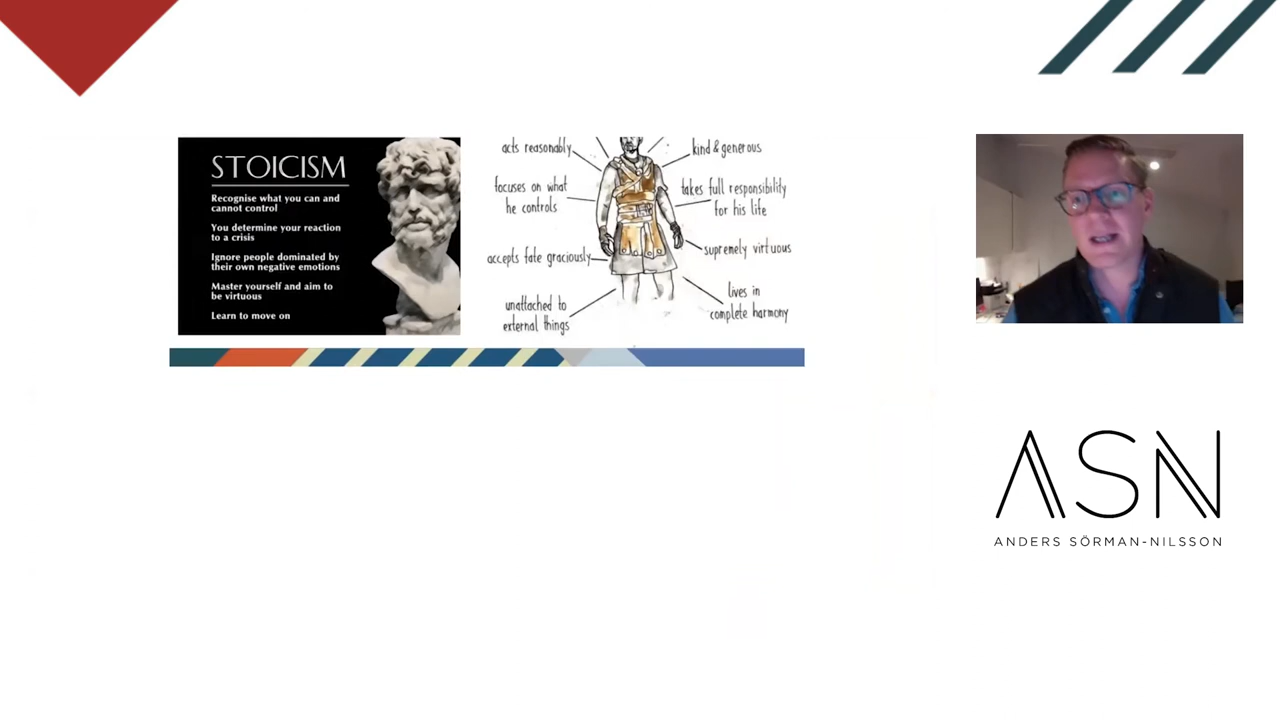 STOICISM
Recognise what you can and
cannot control
You determine your reaction
to a crisis
Ignore people dominated by
their own negative emotions
Master yourself and aim to
be virtuous
Learn to move on
acts reasonably
focuses on what
he controls
accepts fate graciously
unattached to
external things
kind & generous
takes full responsibility
for his life
supremely virtuous
lives in
complete harmony
ASN
ANDERS SÖRMAN-NILSSON